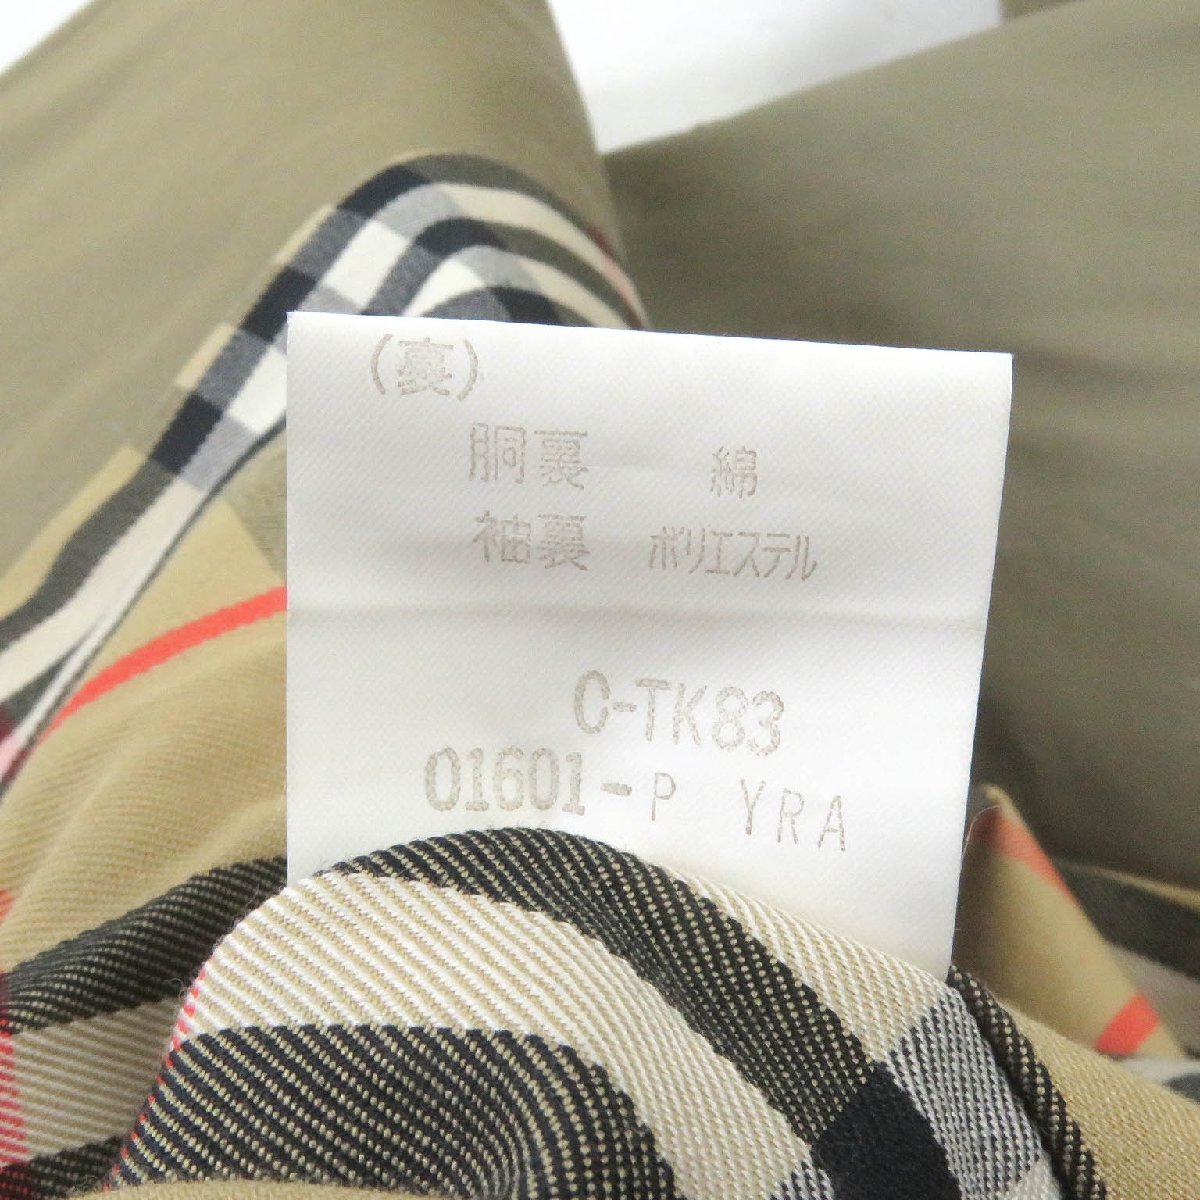 (裏)
胴裏 綿
袖裏 ポリエステル
C-TK83
01601-P YRA